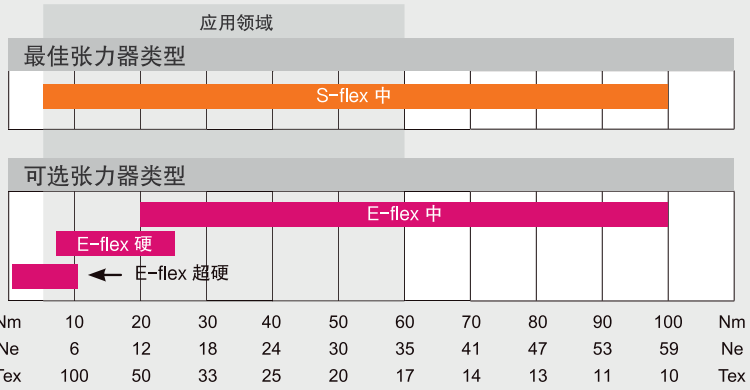 应用领域
最佳张力器类型
S-flex 中
可选张力器类型
E-flex 中
E-flex 硬
E-flex 超硬
Nm 10 20 30 40 50 60 70 80 90 100 Nm
Ne 6 12 18 24 30 35 41 47 53 59 Ne
Tex 100 50 33 25 20 17 14 13 11 10 Tex